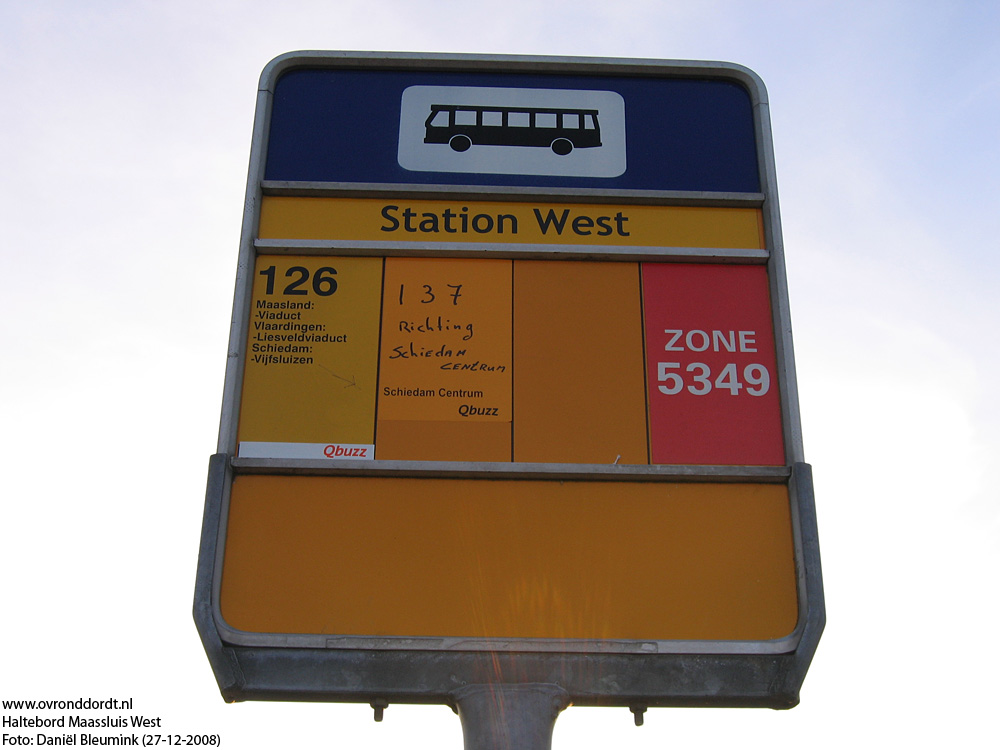 Station West
126
Maasland:
-Viaduct
Vlaardingen:
-Liesveldviaduct
Schiedam:
-Vijfsluizen
Qbuzz
137
Richting
Schiedam
CENTRUM
Schiedam Centrum
Qbuzz
ZONE
5349
www.ovronddordt.nl
Haltebord Maassluis West
Foto: Daniël Bleumink (27-12-2008)